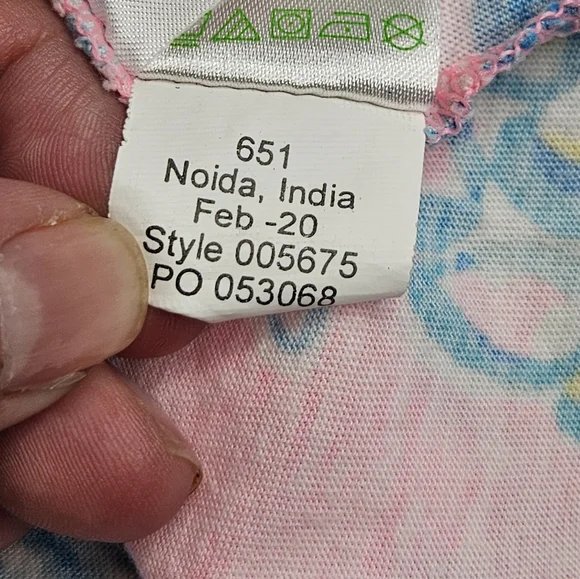 651
Noida, India
Feb -20
Style 005675
PO 053068